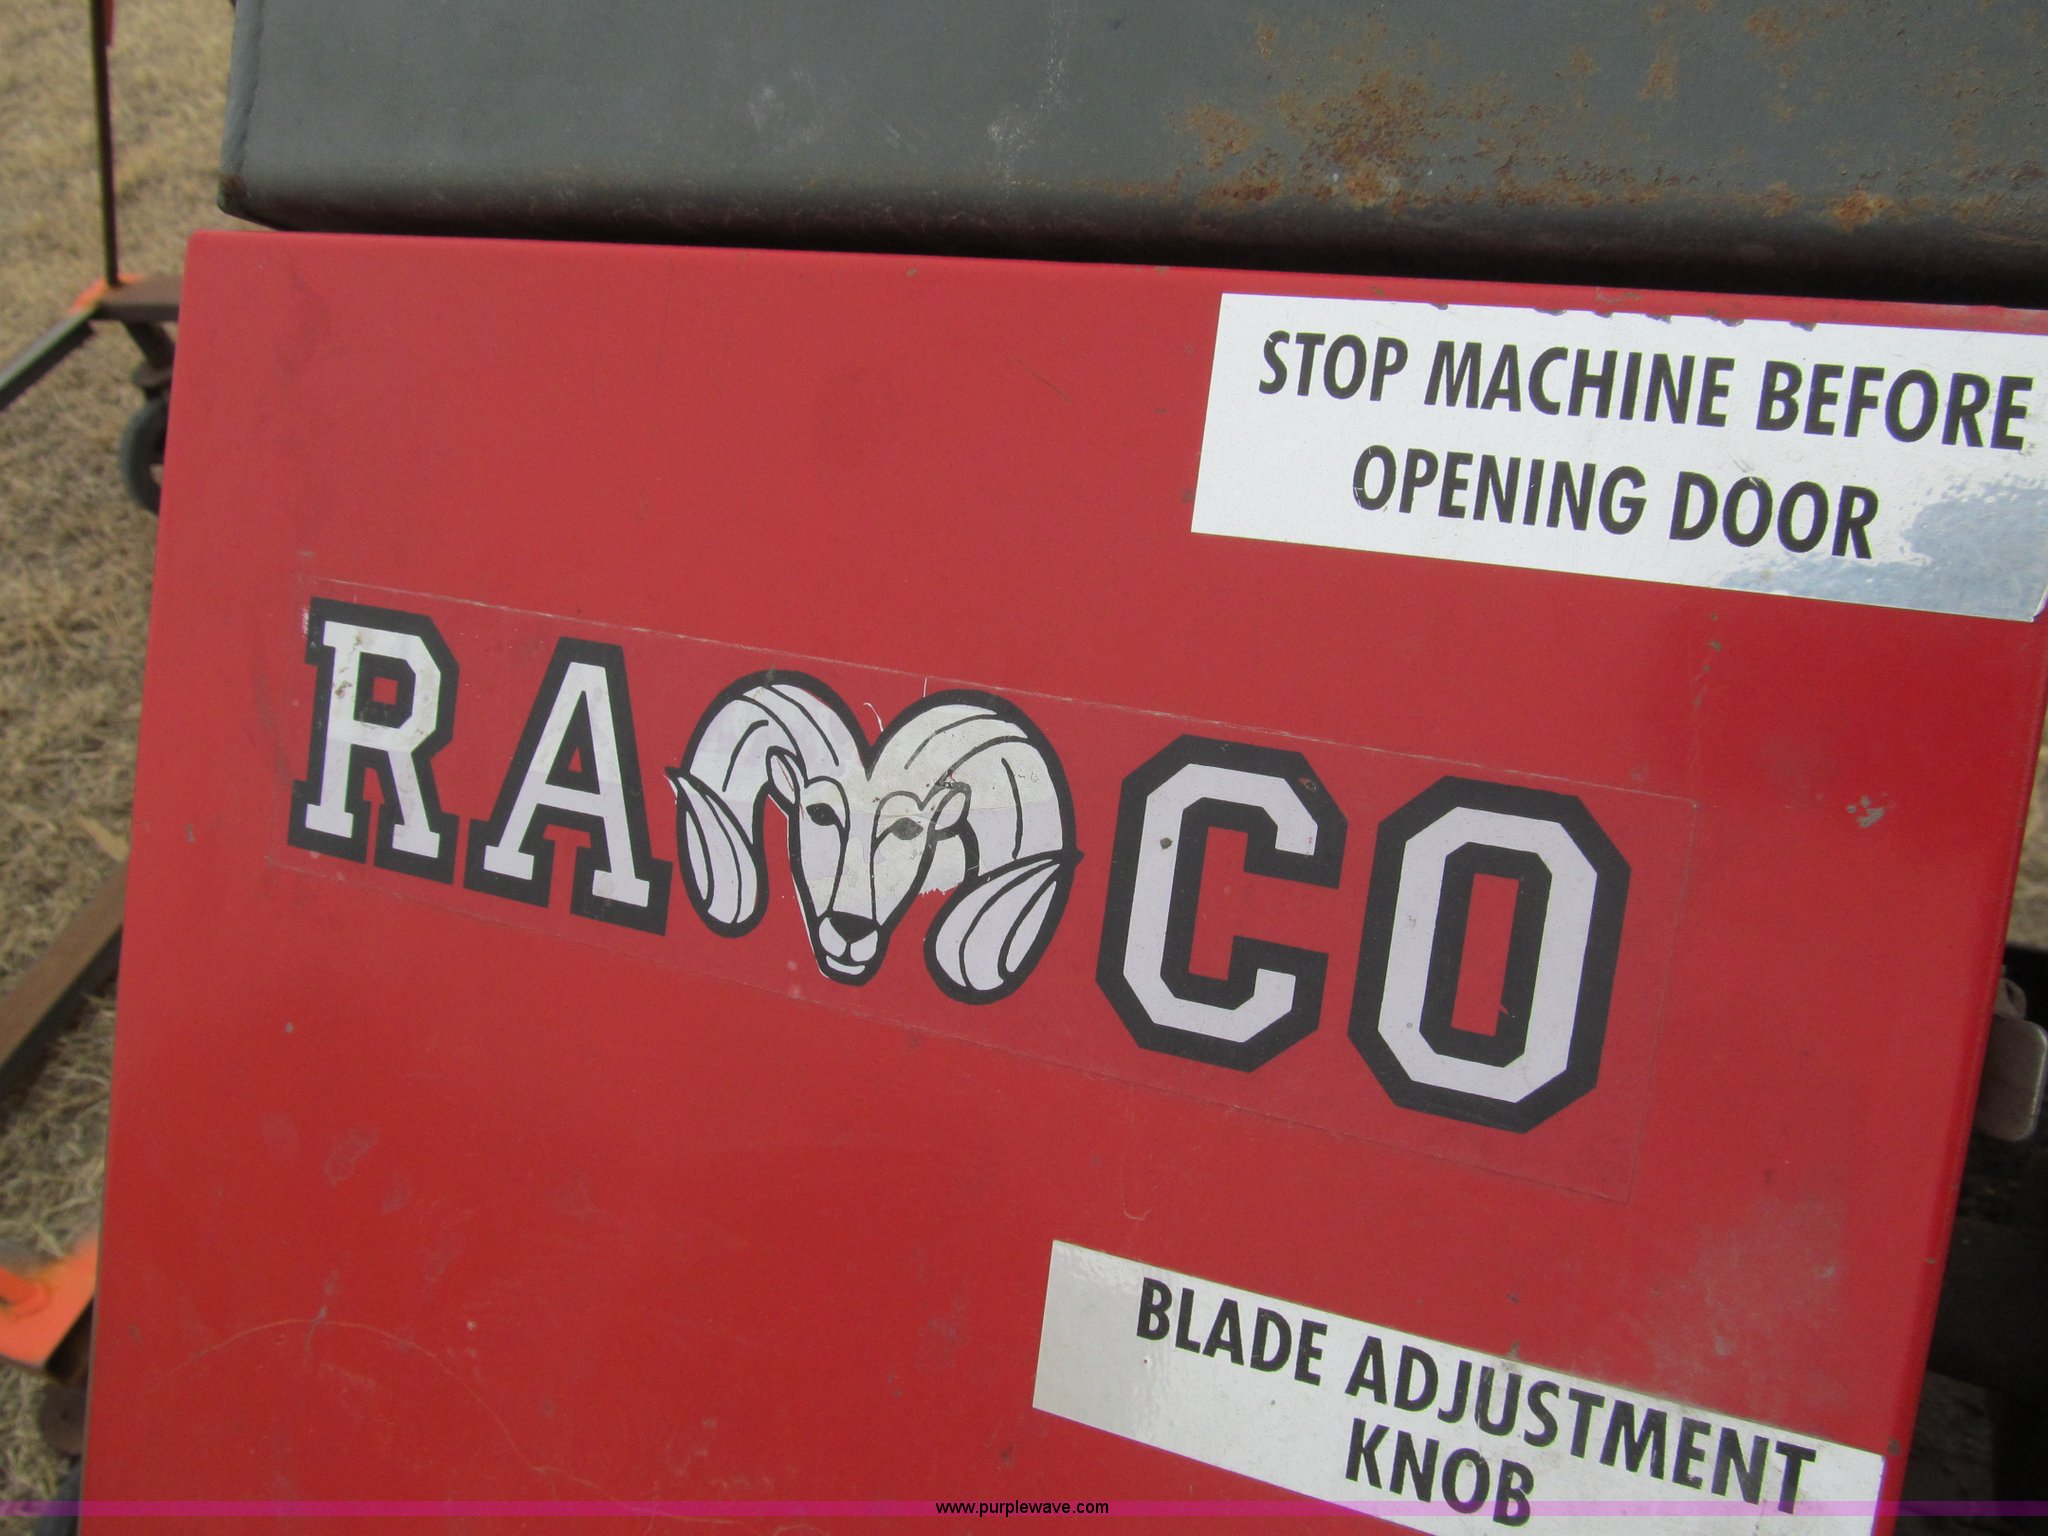 STOP MACHINE BEFORE
OPENING DOOR
RAMCO
BLADE ADJUSTMENT
KNOB
www.purplewave.com